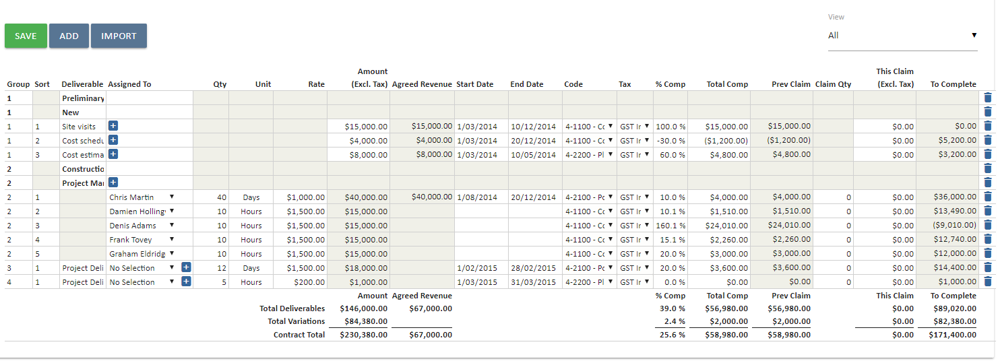 View
SAVE ADD IMPORT All
Amount This Claim
Group Sort Deliverable Assigned To Qty Unit Rate (Excl. Tax) Agreed Revenue Start Date End Date Code Tax % Comp Total Comp Prev Claim Claim Qty (Excl. Tax) To Complete
1 Preliminary
1 New
1 1 Site visits $15,000.00 $15,000.00 1/03/2014 10/12/2014 4-1100 - Cc GST Ir 100.0 % $15,000.00 $15,000.00 $0.00 $0.00
1 2 Cost schedu $4,000.00 $4,000.00 1/03/2014 20/12/2014 4-1100 - Cc GST Ir -30.0 % ($1,200.00) ($1,200.00) $0.00 $5,200.00
1 3 Cost estima $8,000.00 $8,000.00 1/03/2014 10/05/2014 4-2200 - Pl GST Ir 60.0 % $4,800.00 $4,800.00 $0.00 $3,200.00
2 Constructio
2 Project Mar
2 1 Chris Martin 40 Days $1,000.00 $40,000.00 $40,000.00 1/08/2014 20/12/2014 4-2100 - Pc GST Ir 10.0 % $4,000.00 $4,000.00 0 $0.00 $36,000.00
2 2 Damien Holling 10 Hours $1,500.00 $15,000.00 4-1100 - Cc GST Ir 10.1 % $1,510.00 $1,510.00 0 $0.00 $13,490.00
2 3 Denis Adams 10 Hours $1,500.00 $15,000.00 4-1100 - Cc GST Ir 160.1 % $24,010.00 $24,010.00 0 $0.00 ($9,010.00)
2 4 Frank Tovey 10 Hours $1,500.00 $15,000.00 4-1100 - Cc GST Ir 15.1 % $2,260.00 $2,260.00 0 $0.00 $12,740.00
2 5 Graham Eldridg 10 Hours $1,500.00 $15,000.00 4-1100 - Cc GST Ir 20.0 % $3,000.00 $3,000.00 0 $0.00 $12,000.00
3 1 Project Deli No Selection 12 Days $1,500.00 $18,000.00 1/02/2015 28/02/2015 4-2100 - Pc GST Ir 20.0 % $3,600.00 $3,600.00 0 $0.00 $14,400.00
4 1 Project Deli No Selection 5 Hours $200.00 $1,000.00 1/03/2015 31/03/2015 4-2200 - Pl GST Ir 0.0 % $0.00 $0.00 0 $0.00 $1,000.00
Amount Agreed Revenue % Comp Total Comp Prev Claim This Claim To Complete
Total Deliverables $146,000.00 $67,000.00 39.0 % $56,980.00 $56,980.00 $0.00 $89,020.00
Total Variations $84,380.00 2.4 % $2,000.00 $2,000.00 $0.00 $82,380.00
Contract Total $230,380.00 $67,000.00 25.6 % $58,980.00 $58,980.00 $0.00 $171,400.00